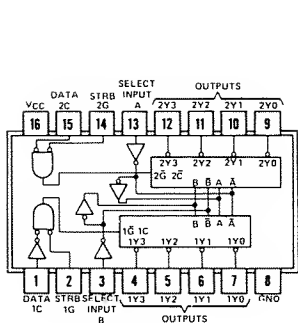 SELECT
DATA STRB INPUT OUTPUTS
VCC 2C 2G A 2Y3 2Y2 2Y1 2Y0
16 15 14 13 12 11 10 9
2Y3 2Y2 2Y1 2Y0
2G̅ 2C̅
B B̅ A A̅
1G̅ 1C
1Y3 1Y2 1Y1 1Y0
1 2 3 4 5 6 7 8
DATA STRB SELECT 1Y3 1Y2 1Y1 1Y0 GND
1C 1G INPUT OUTPUTS
B